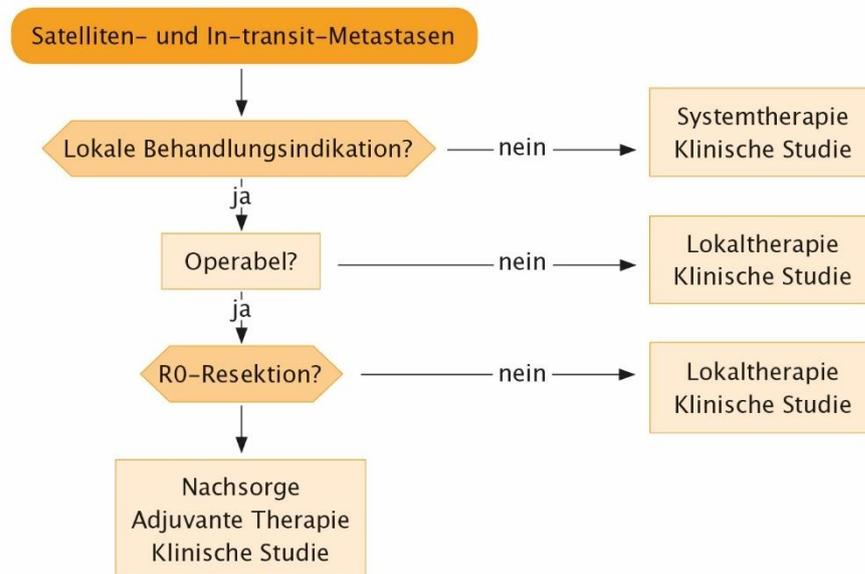 Satelliten- und In-transit-Metastasen
Lokale Behandlungsindikation?
nein
Systemtherapie
Klinische Studie
ja
Operabel?
nein
Lokaltherapie
Klinische Studie
ja
R0-Resektion?
nein
Lokaltherapie
Klinische Studie
Nachsorge
Adjuvante Therapie
Klinische Studie